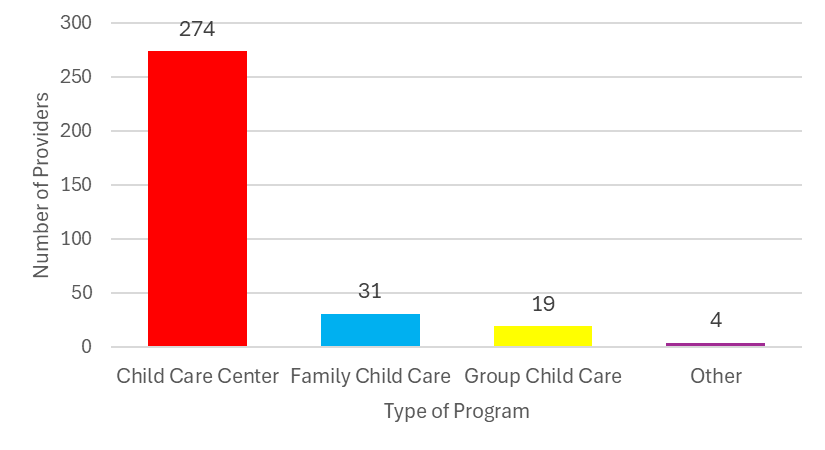 300
250
200
150
100
50
0
Number of Providers
274
31
19
4
Child Care Center
Family Child Care
Group Child Care
Other
Type of Program